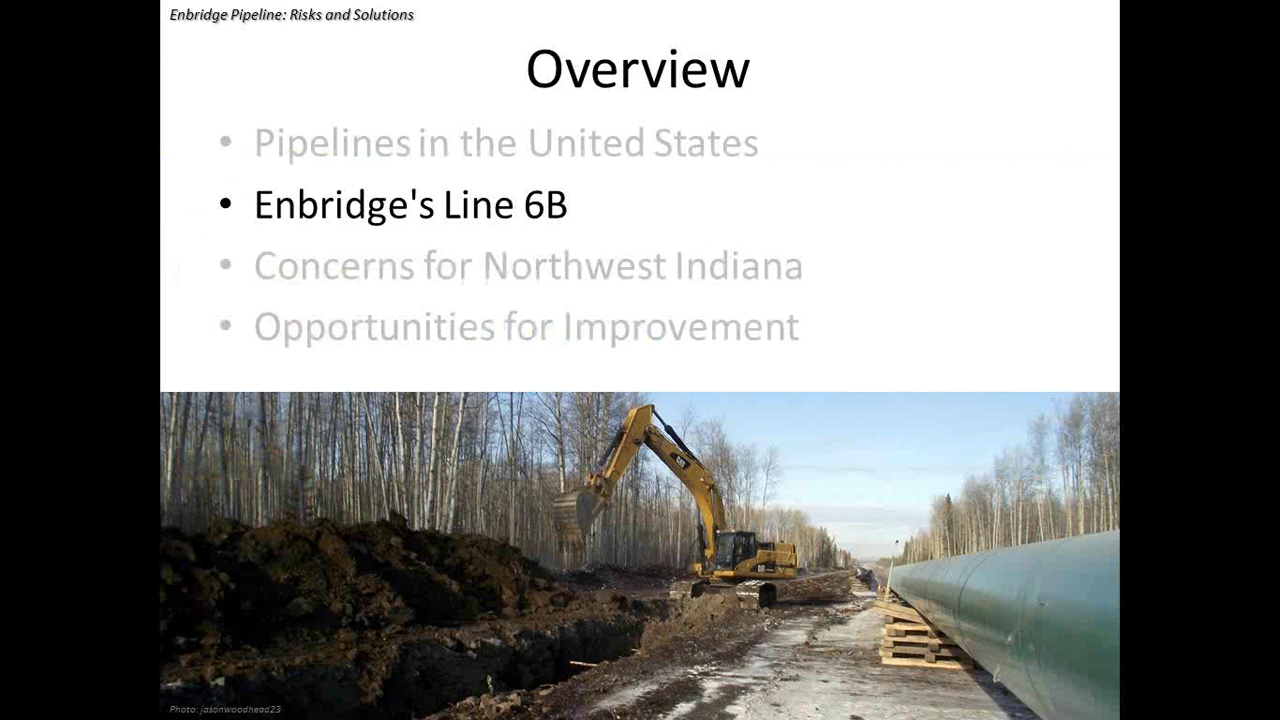 Enbridge Pipeline: Risks and Solutions
Overview
• Pipelines in the United States
• Enbridge's Line 6B
• Concerns for Northwest Indiana
• Opportunities for Improvement
CAT
Photo: jasonwoodhead23